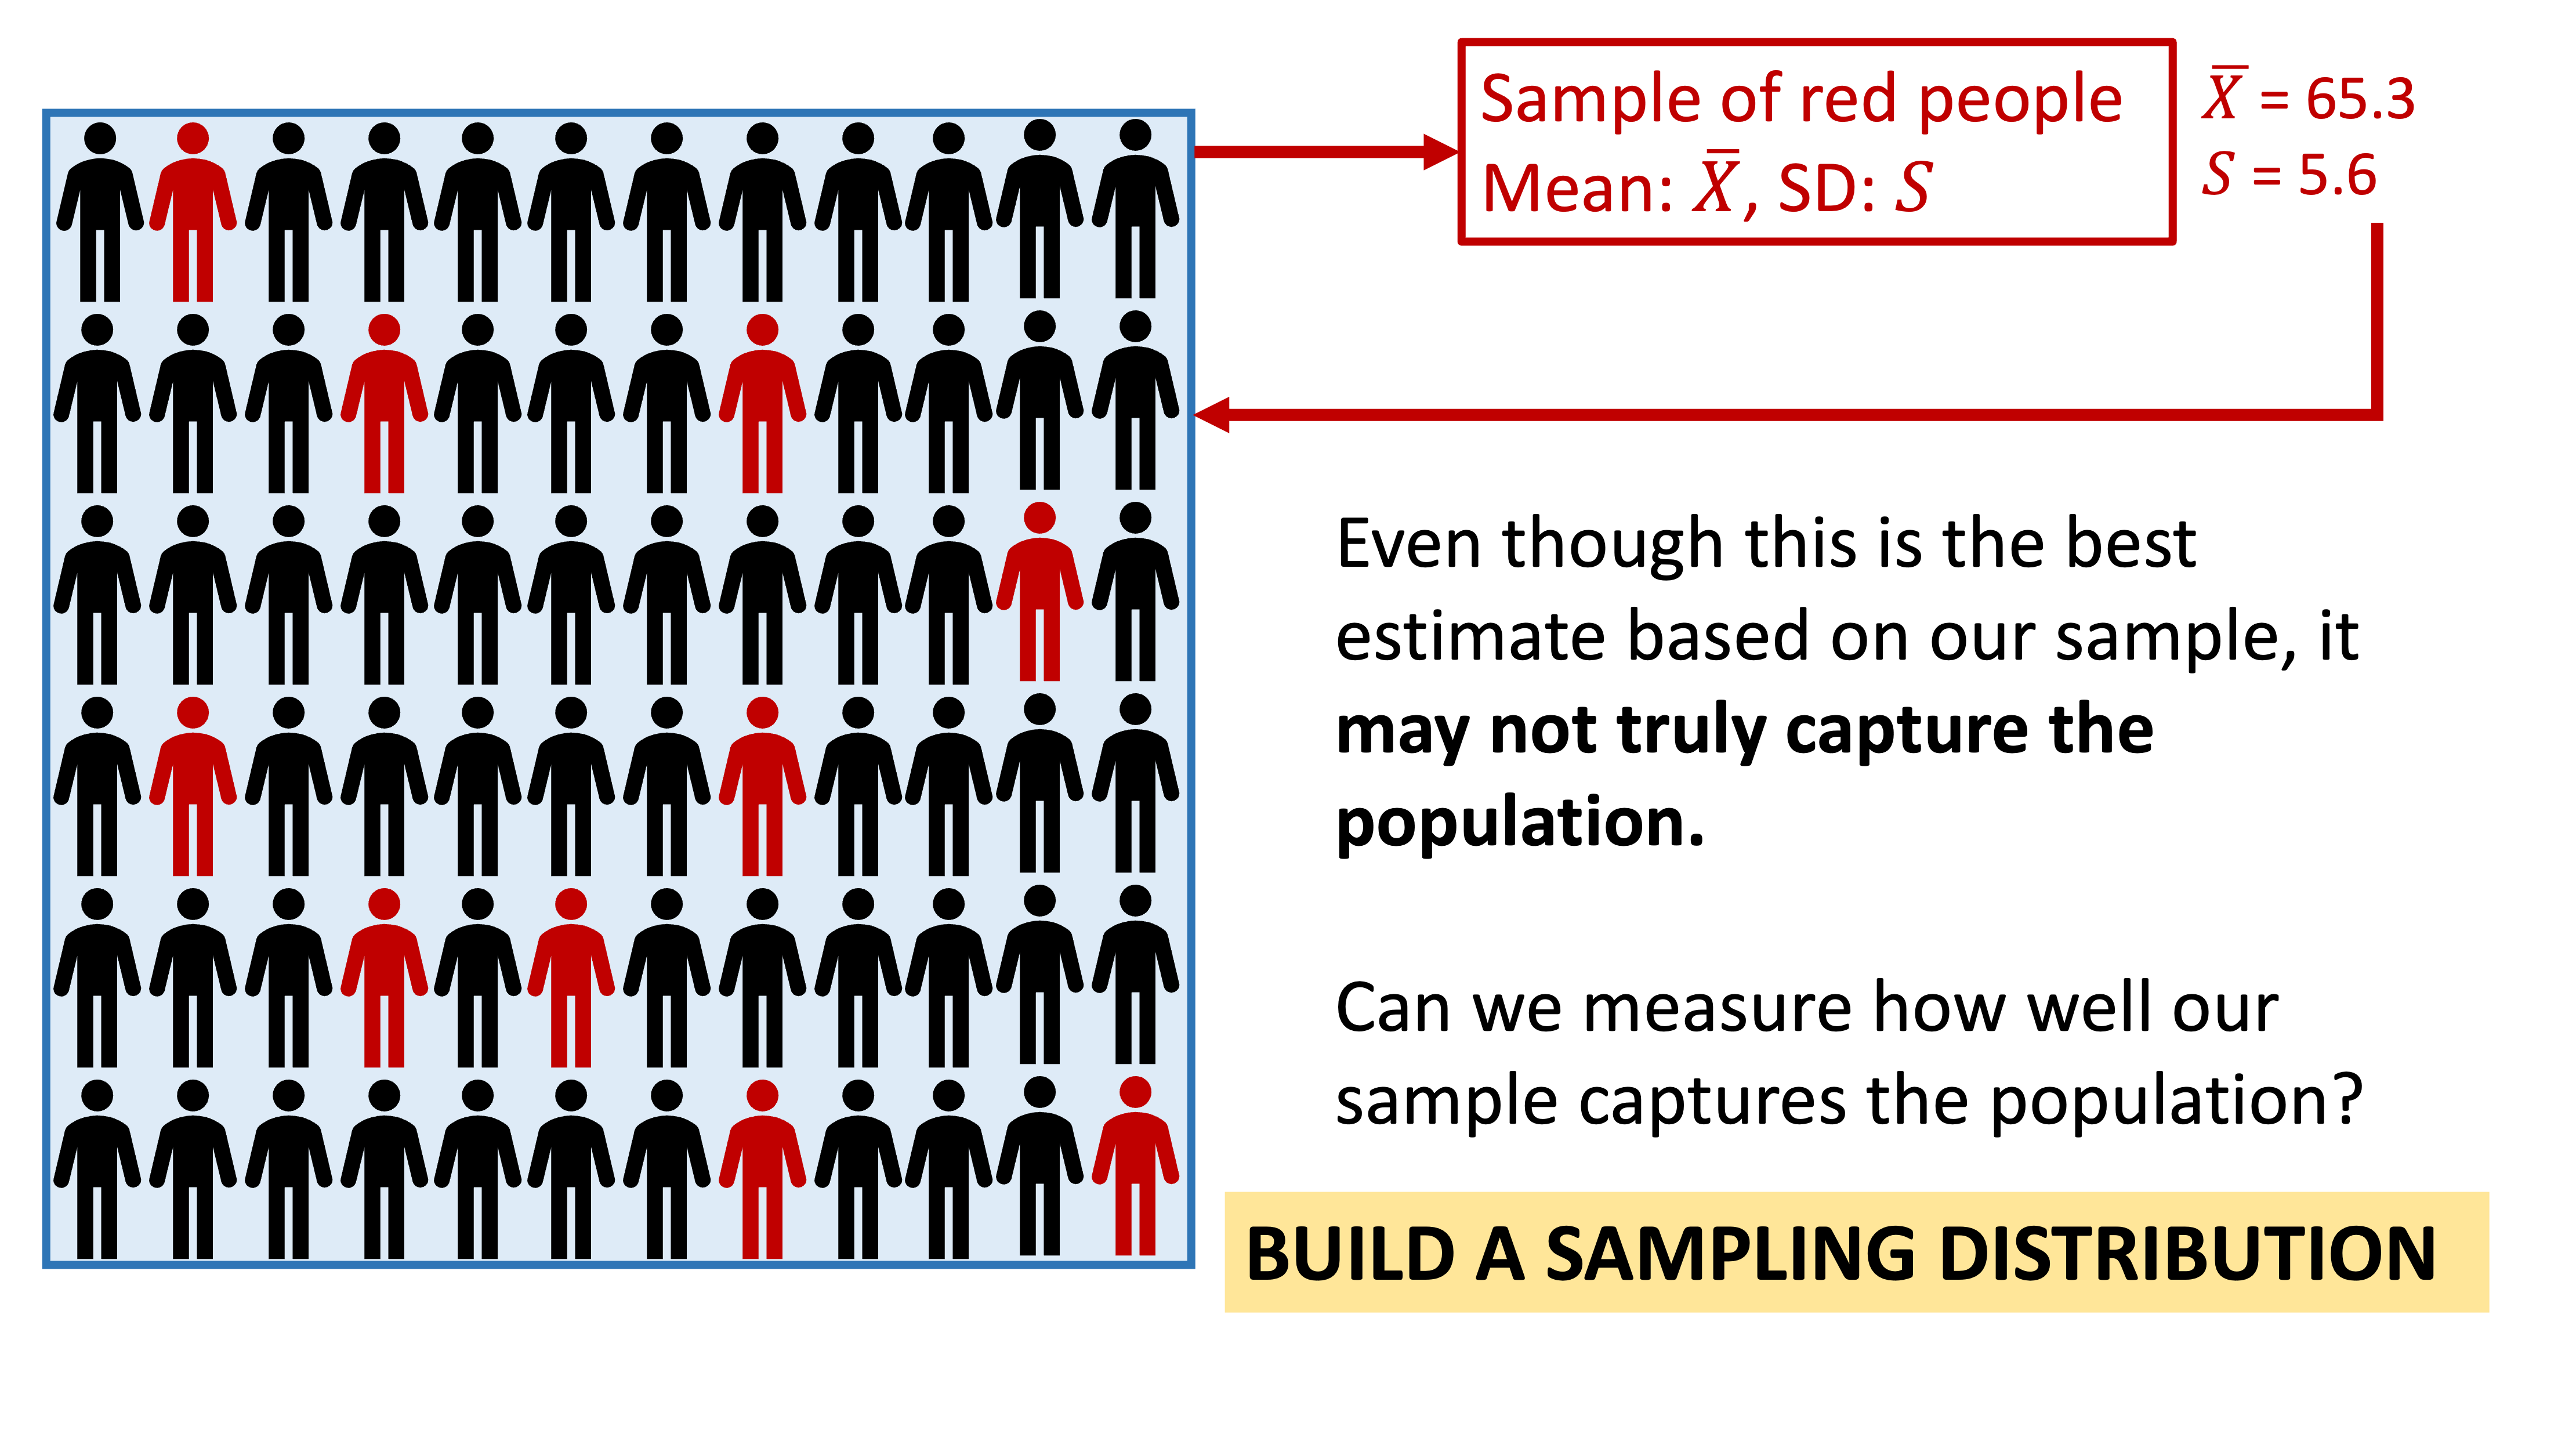 Sample of red people
Mean: X̅, SD: S
X̅ = 65.3
S = 5.6
Even though this is the best
estimate based on our sample, it
may not truly capture the
population.
Can we measure how well our
sample captures the population?
BUILD A SAMPLING DISTRIBUTION